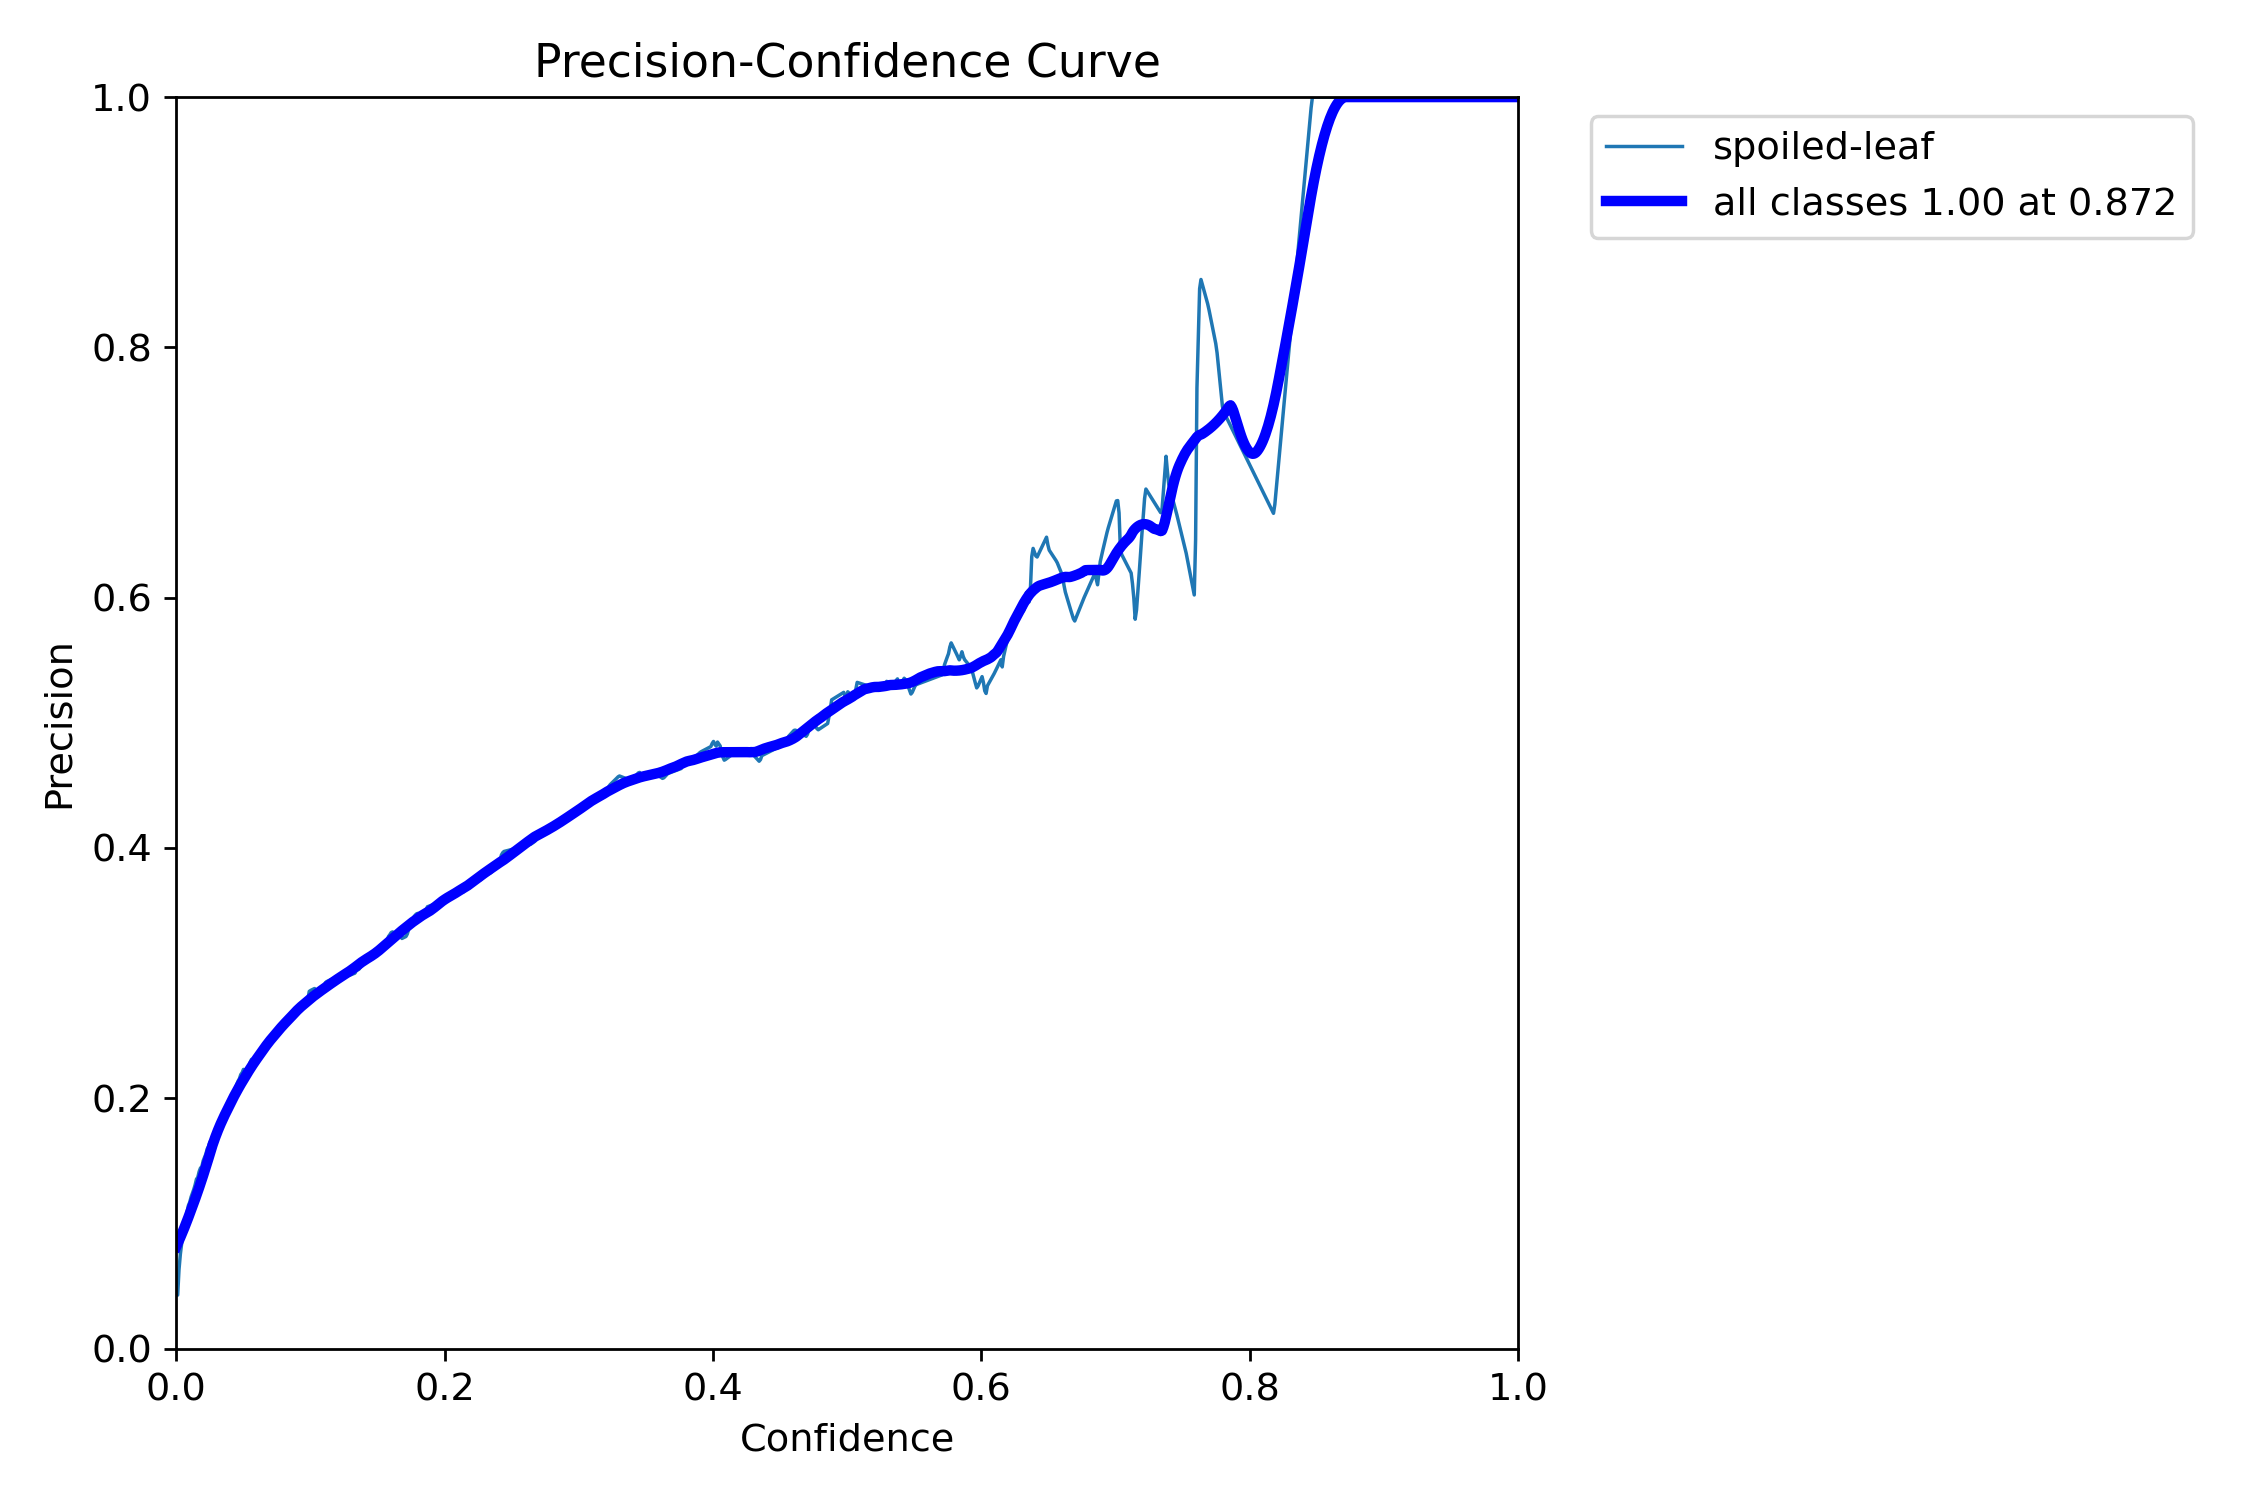 Precision-Confidence Curve
1.0
0.8
0.6
0.4
0.2
0.0
Precision
0.0 0.2 0.4 0.6 0.8 1.0
Confidence
spoiled-leaf
all classes 1.00 at 0.872